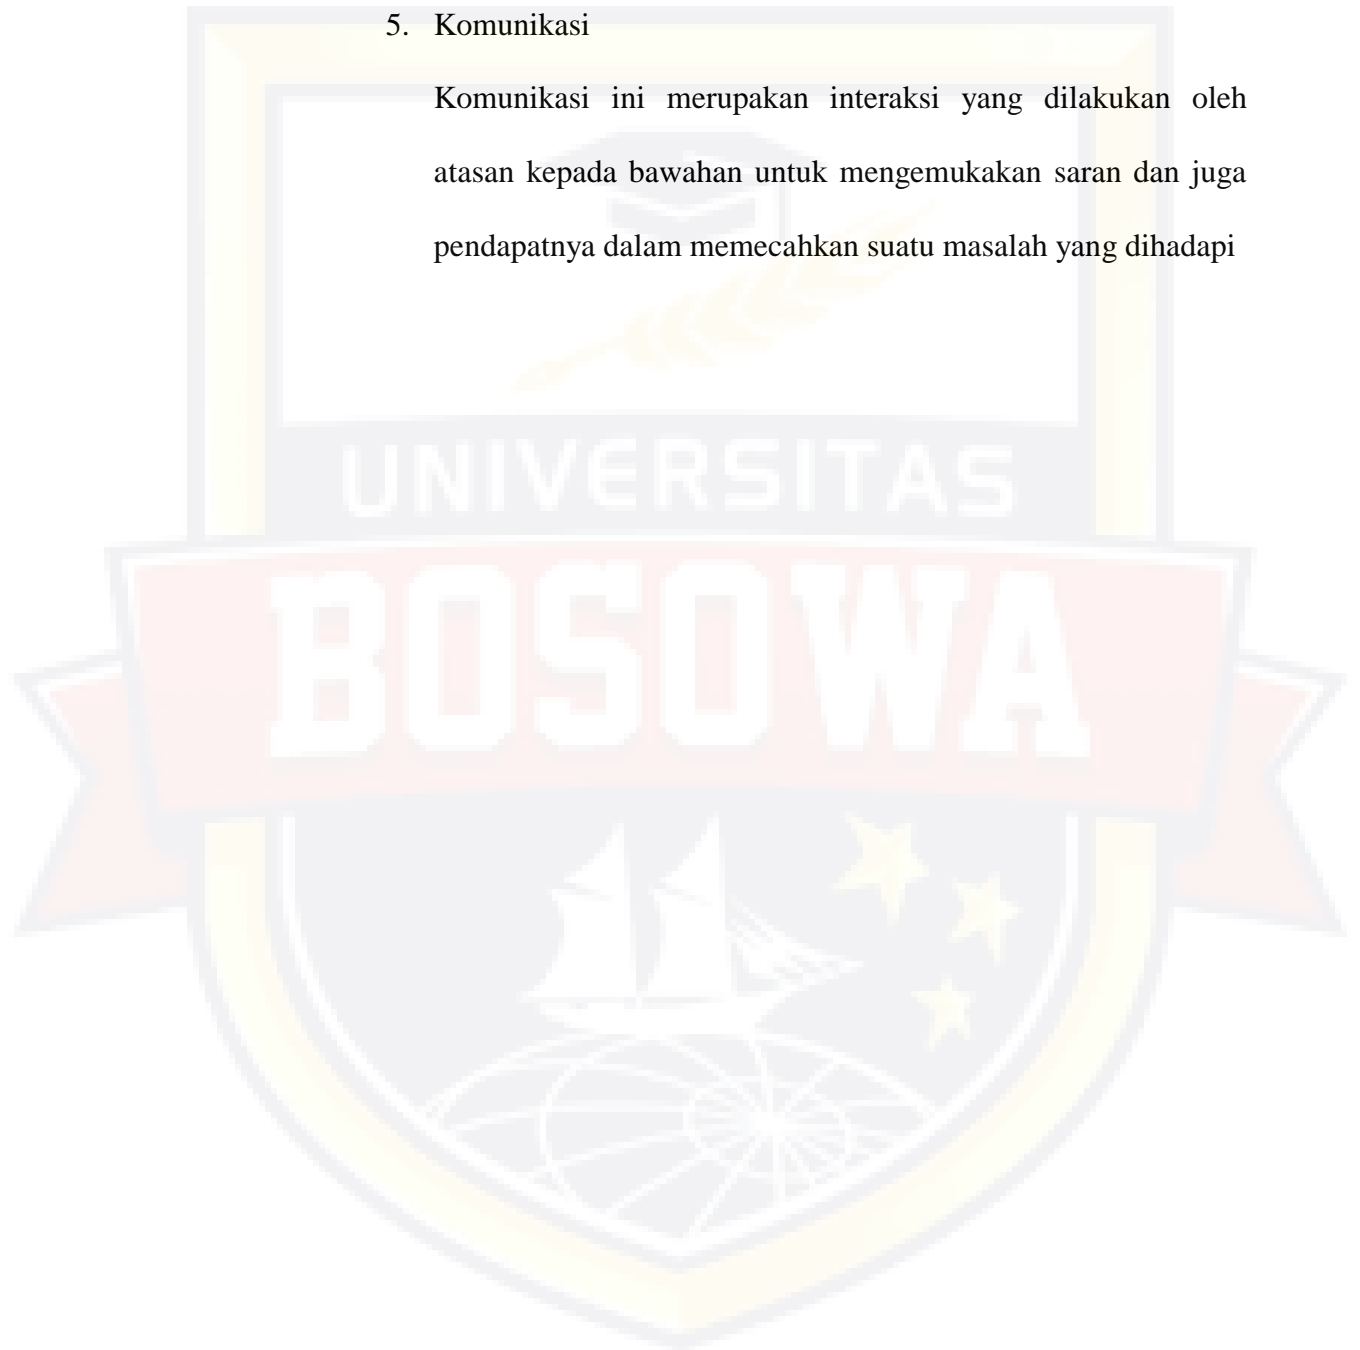 5. Komunikasi
Komunikasi ini merupakan interaksi yang dilakukan oleh
atasan kepada bawahan untuk mengemukakan saran dan juga
pendapatnya dalam memecahkan suatu masalah yang dihadapi
UNIVERSITAS
BOSOWA